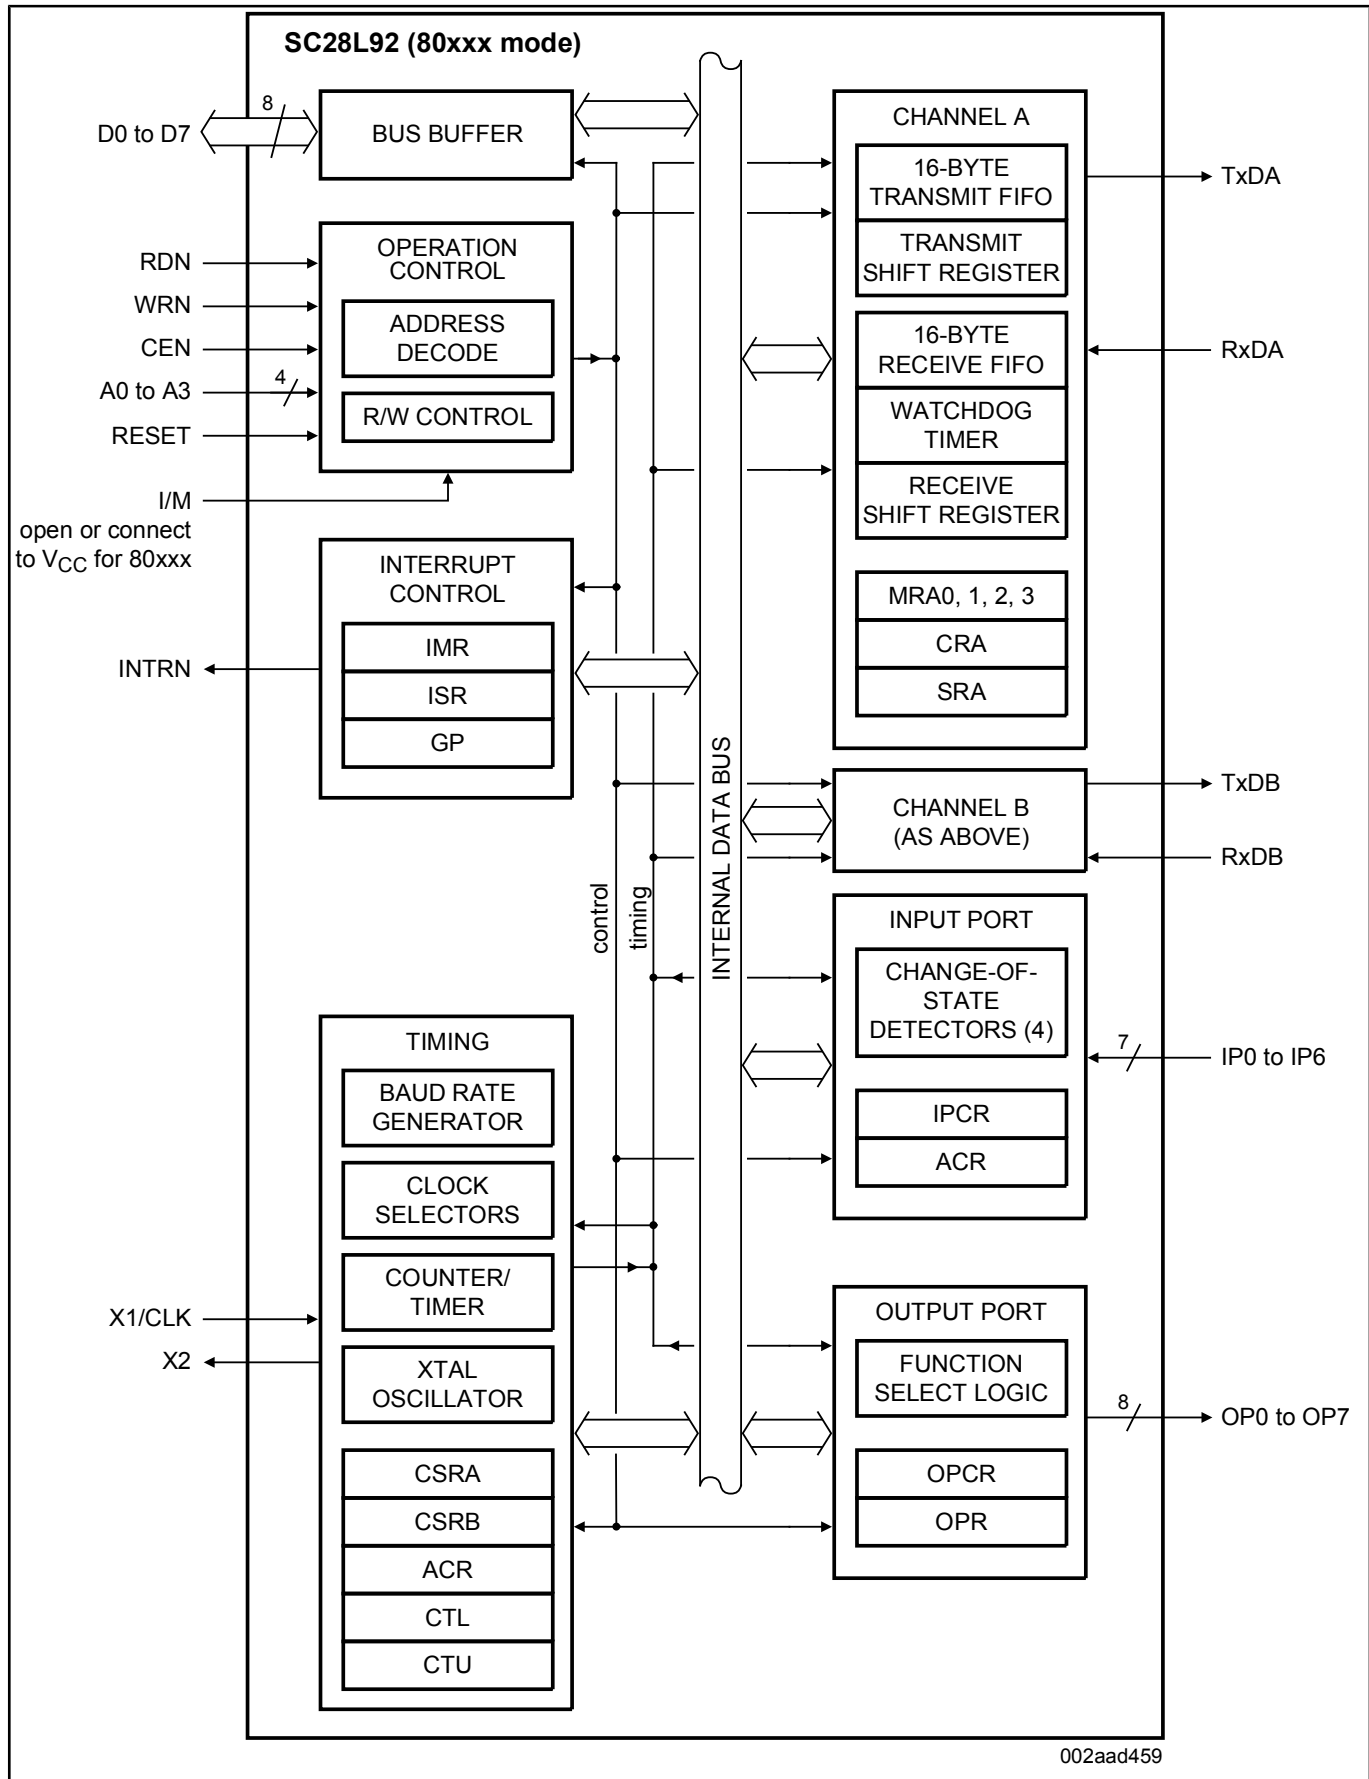 SC28L92 (80xxx mode)
D0 to D7
8
BUS BUFFER
RDN
WRN
CEN
A0 to A3
4
RESET
OPERATION
CONTROL
ADDRESS
DECODE
R/W CONTROL
I/M
open or connect
to VCC for 80xxx
INTERRUPT
CONTROL
IMR
ISR
GP
INTRN
control
timing
INTERNAL DATA BUS
TIMING
BAUD RATE
GENERATOR
CLOCK
SELECTORS
COUNTER/
TIMER
XTAL
OSCILLATOR
CSRA
CSRB
ACR
CTL
CTU
X1/CLK
X2
CHANNEL A
16-BYTE
TRANSMIT FIFO
TRANSMIT
SHIFT REGISTER
16-BYTE
RECEIVE FIFO
WATCHDOG
TIMER
RECEIVE
SHIFT REGISTER
MRA0, 1, 2, 3
CRA
SRA
TxDA
RxDA
CHANNEL B
(AS ABOVE)
TxDB
RxDB
INPUT PORT
CHANGE-OF-
STATE
DETECTORS (4)
IPCR
ACR
7
IP0 to IP6
OUTPUT PORT
FUNCTION
SELECT LOGIC
OPCR
OPR
8
OP0 to OP7
002aad459